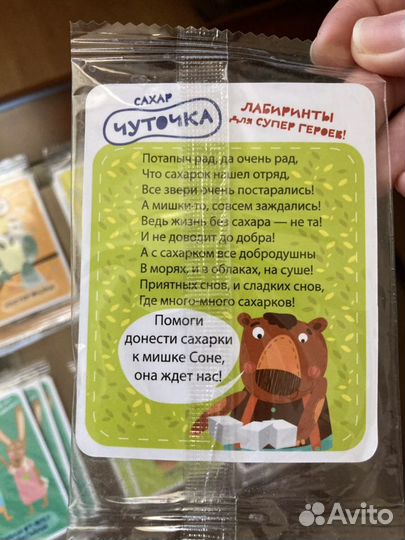 САХАР
ЧУТОЧКА
ЛАБИРИНТЫ
для СУПЕР ГЕРОЕВ!
Потапыч рад, да очень рад,
Что сахарок нашел отряд,
Все звери очень постарались!
А мишки-то, совсем заждались!
Ведь жизнь без сахара — не та!
И не доводит до добра!
А с сахарком все добродушны
В морях, и в облаках, на суше!
Приятных снов, и сладких снов,
Где много-много сахарков!
Помоги
донести сахарки
к мишке Соне,
она ждет нас!
Avito